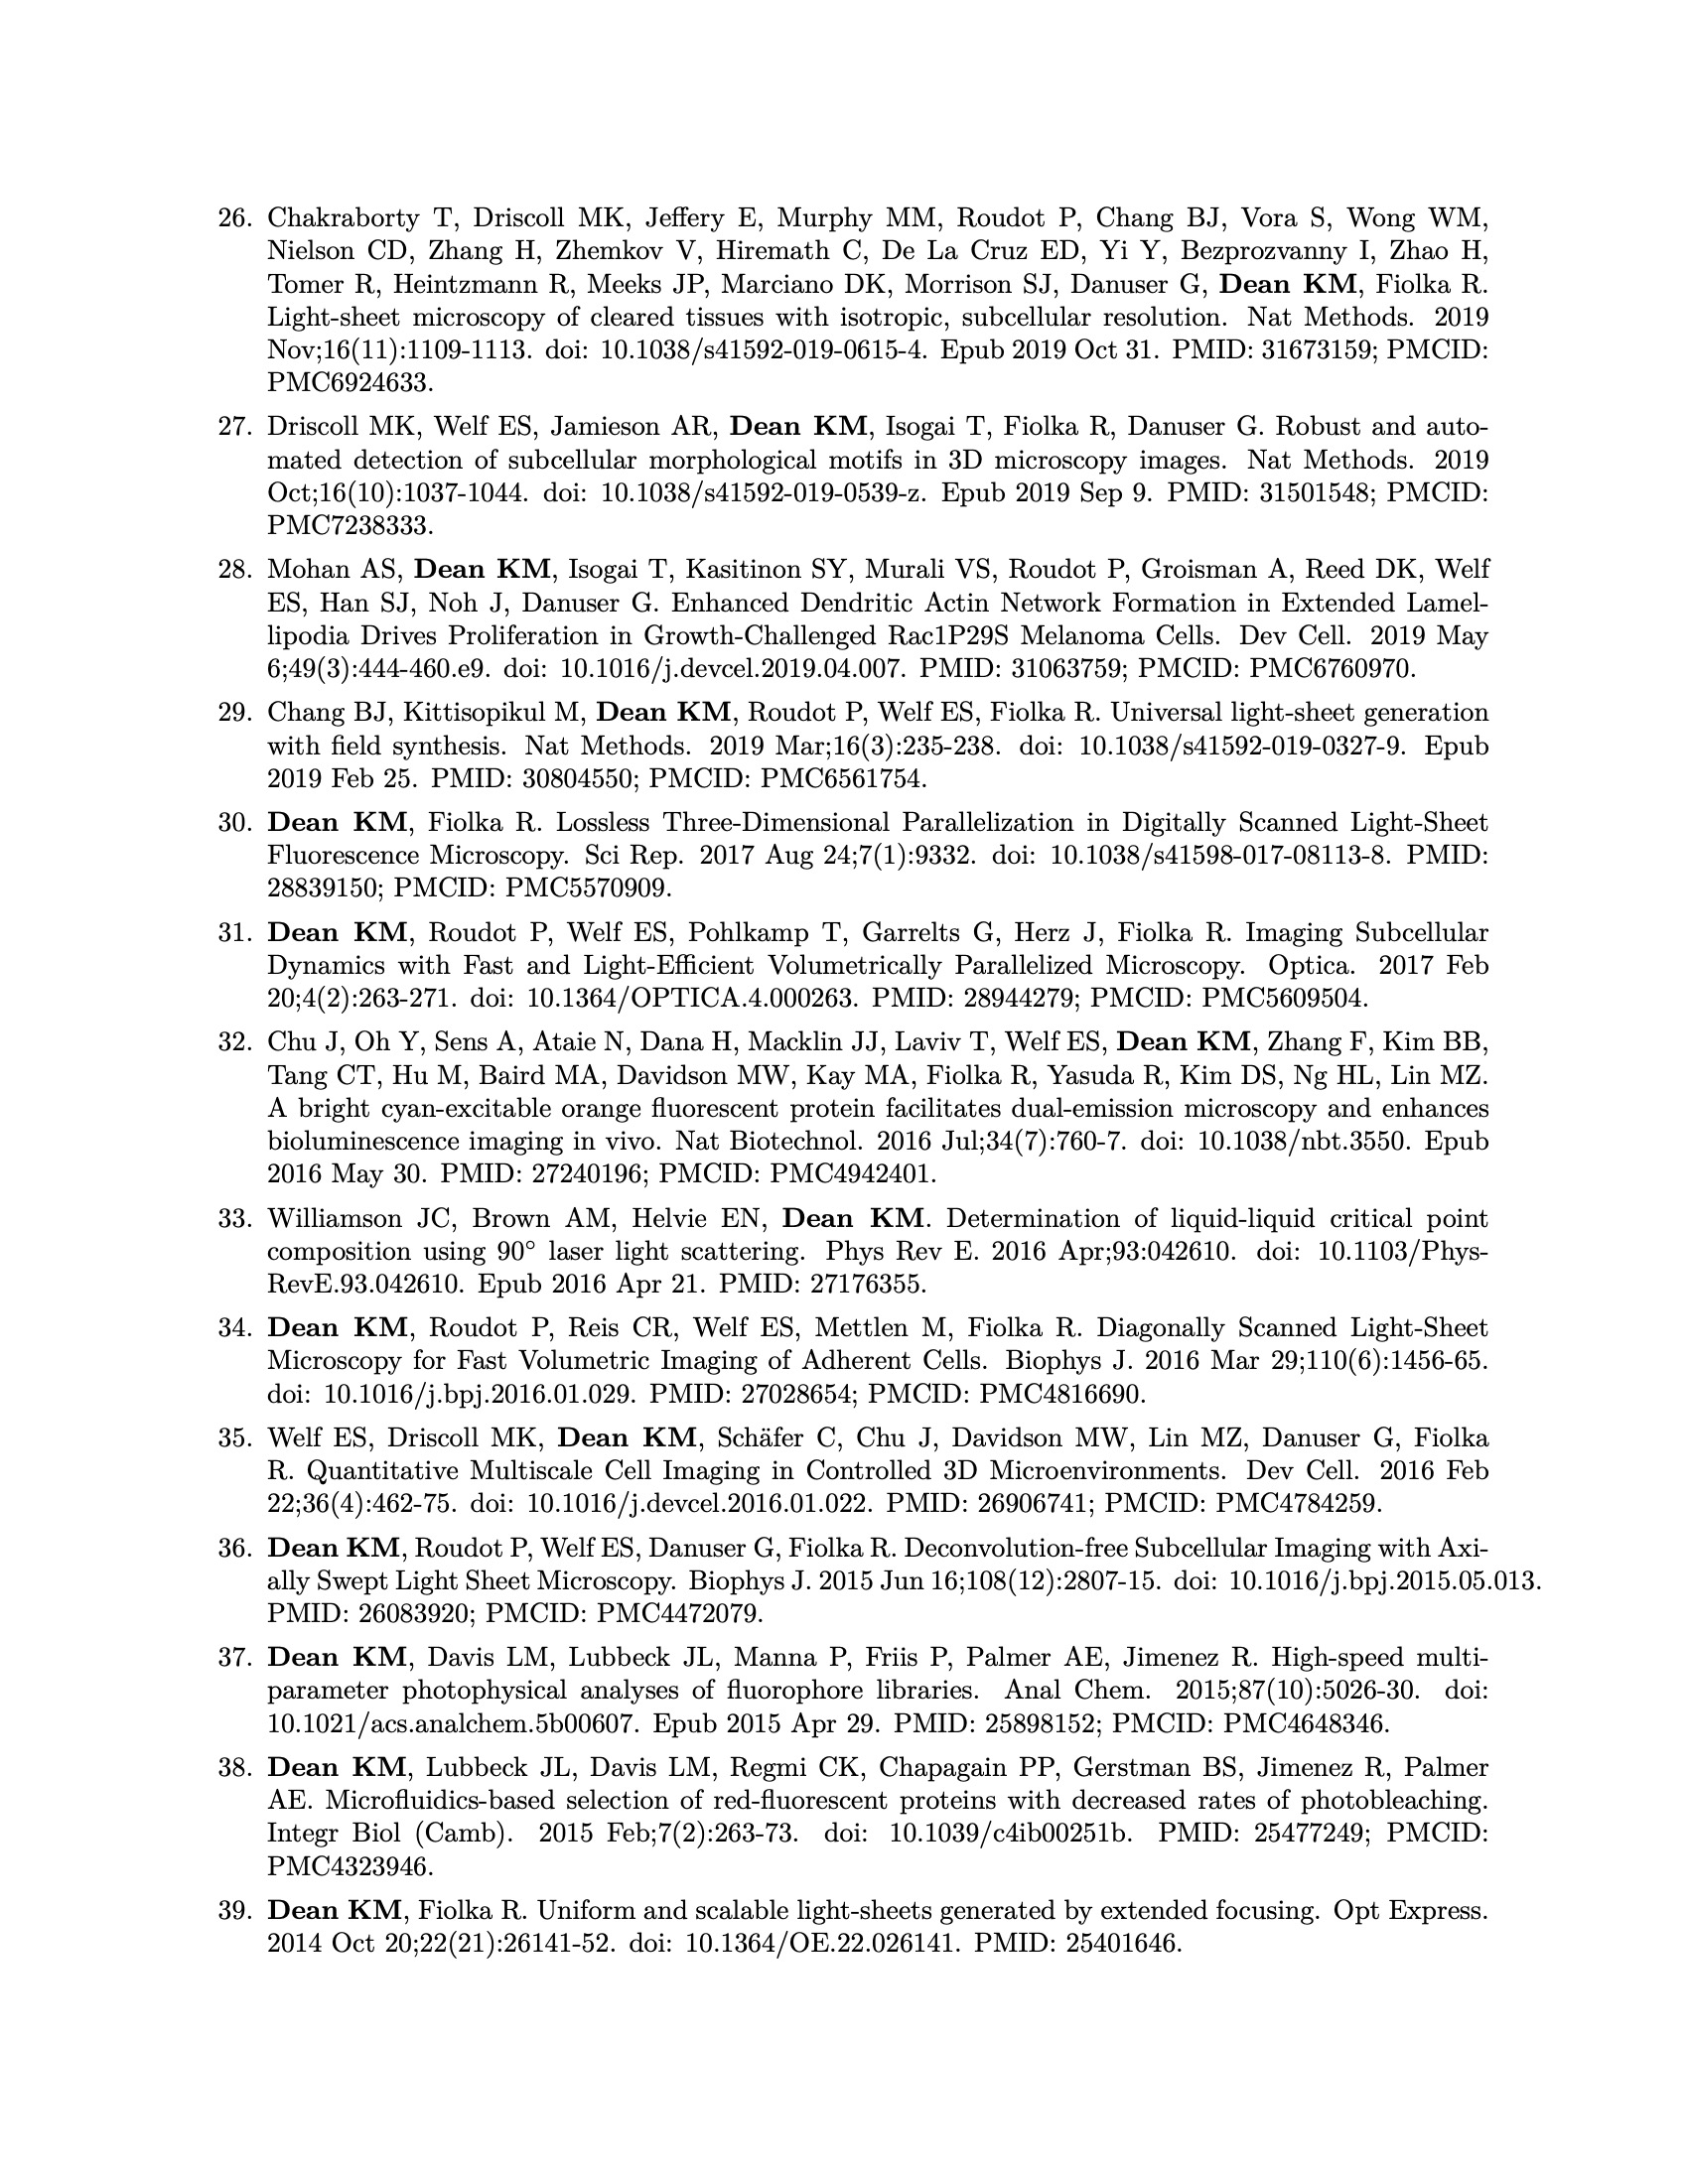 26. Chakraborty T, Driscoll MK, Jeffery E, Murphy MM, Roudot P, Chang BJ, Vora S, Wong WM,
Nielson CD, Zhang H, Zhemkov V, Hiremath C, De La Cruz ED, Yi Y, Bezprozvanny I, Zhao H,
Tomer R, Heintzmann R, Meeks JP, Marciano DK, Morrison SJ, Danuser G, Dean KM, Fiolka R.
Light-sheet microscopy of cleared tissues with isotropic, subcellular resolution. Nat Methods. 2019
Nov;16(11):1109-1113. doi: 10.1038/s41592-019-0615-4. Epub 2019 Oct 31. PMID: 31673159; PMCID:
PMC6924633.
27. Driscoll MK, Welf ES, Jamieson AR, Dean KM, Isogai T, Fiolka R, Danuser G. Robust and auto-
mated detection of subcellular morphological motifs in 3D microscopy images. Nat Methods. 2019
Oct;16(10):1037-1044. doi: 10.1038/s41592-019-0539-z. Epub 2019 Sep 9. PMID: 31501548; PMCID:
PMC7238333.
28. Mohan AS, Dean KM, Isogai T, Kasitinon SY, Murali VS, Roudot P, Groisman A, Reed DK, Welf
ES, Han SJ, Noh J, Danuser G. Enhanced Dendritic Actin Network Formation in Extended Lamel-
lipodia Drives Proliferation in Growth-Challenged Rac1P29S Melanoma Cells. Dev Cell. 2019 May
6;49(3):444-460.e9. doi: 10.1016/j.devcel.2019.04.007. PMID: 31063759; PMCID: PMC6760970.
29. Chang BJ, Kittisopikul M, Dean KM, Roudot P, Welf ES, Fiolka R. Universal light-sheet generation
with field synthesis. Nat Methods. 2019 Mar;16(3):235-238. doi: 10.1038/s41592-019-0327-9. Epub
2019 Feb 25. PMID: 30804550; PMCID: PMC6561754.
30. Dean KM, Fiolka R. Lossless Three-Dimensional Parallelization in Digitally Scanned Light-Sheet
Fluorescence Microscopy. Sci Rep. 2017 Aug 24;7(1):9332. doi: 10.1038/s41598-017-08113-8. PMID:
28839150; PMCID: PMC5570909.
31. Dean KM, Roudot P, Welf ES, Pohlkamp T, Garrelts G, Herz J, Fiolka R. Imaging Subcellular
Dynamics with Fast and Light-Efficient Volumetrically Parallelized Microscopy. Optica. 2017 Feb
20;4(2):263-271. doi: 10.1364/OPTICA.4.000263. PMID: 28944279; PMCID: PMC5609504.
32. Chu J, Oh Y, Sens A, Ataie N, Dana H, Macklin JJ, Laviv T, Welf ES, Dean KM, Zhang F, Kim BB,
Tang CT, Hu M, Baird MA, Davidson MW, Kay MA, Fiolka R, Yasuda R, Kim DS, Ng HL, Lin MZ.
A bright cyan-excitable orange fluorescent protein facilitates dual-emission microscopy and enhances
bioluminescence imaging in vivo. Nat Biotechnol. 2016 Jul;34(7):760-7. doi: 10.1038/nbt.3550. Epub
2016 May 30. PMID: 27240196; PMCID: PMC4942401.
33. Williamson JC, Brown AM, Helvie EN, Dean KM. Determination of liquid-liquid critical point
composition using 90° laser light scattering. Phys Rev E. 2016 Apr;93:042610. doi: 10.1103/Phys-
RevE.93.042610. Epub 2016 Apr 21. PMID: 27176355.
34. Dean KM, Roudot P, Reis CR, Welf ES, Mettlen M, Fiolka R. Diagonally Scanned Light-Sheet
Microscopy for Fast Volumetric Imaging of Adherent Cells. Biophys J. 2016 Mar 29;110(6):1456-65.
doi: 10.1016/j.bpj.2016.01.029. PMID: 27028654; PMCID: PMC4816690.
35. Welf ES, Driscoll MK, Dean KM, Schäfer C, Chu J, Davidson MW, Lin MZ, Danuser G, Fiolka
R. Quantitative Multiscale Cell Imaging in Controlled 3D Microenvironments. Dev Cell. 2016 Feb
22;36(4):462-75. doi: 10.1016/j.devcel.2016.01.022. PMID: 26906741; PMCID: PMC4784259.
36. Dean KM, Roudot P, Welf ES, Danuser G, Fiolka R. Deconvolution-free Subcellular Imaging with Axi-
ally Swept Light Sheet Microscopy. Biophys J. 2015 Jun 16;108(12):2807-15. doi: 10.1016/j.bpj.2015.05.013.
PMID: 26083920; PMCID: PMC4472079.
37. Dean KM, Davis LM, Lubbeck JL, Manna P, Friis P, Palmer AE, Jimenez R. High-speed multi-
parameter photophysical analyses of fluorophore libraries. Anal Chem. 2015;87(10):5026-30. doi:
10.1021/acs.analchem.5b00607. Epub 2015 Apr 29. PMID: 25898152; PMCID: PMC4648346.
38. Dean KM, Lubbeck JL, Davis LM, Regmi CK, Chapagain PP, Gerstman BS, Jimenez R, Palmer
AE. Microfluidics-based selection of red-fluorescent proteins with decreased rates of photobleaching.
Integr Biol (Camb). 2015 Feb;7(2):263-73. doi: 10.1039/c4ib00251b. PMID: 25477249; PMCID:
PMC4323946.
39. Dean KM, Fiolka R. Uniform and scalable light-sheets generated by extended focusing. Opt Express.
2014 Oct 20;22(21):26141-52. doi: 10.1364/OE.22.026141. PMID: 25401646.